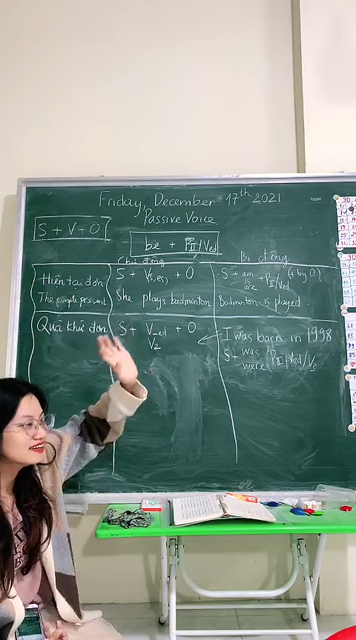 Friday, December 17th 2021
Passive Voice
S + V + O
be + PII/Ved
Chủ động
Bị động
Hiện tại đơn
The simple present
S + V(s,es) + O
She plays badminton
S + am is are + PII/Ved (+ by O)
Badminton is played.
Quá khứ đơn
S + V-ed + O
V2
I was born in 1998
S + was were PII/Ved/V3